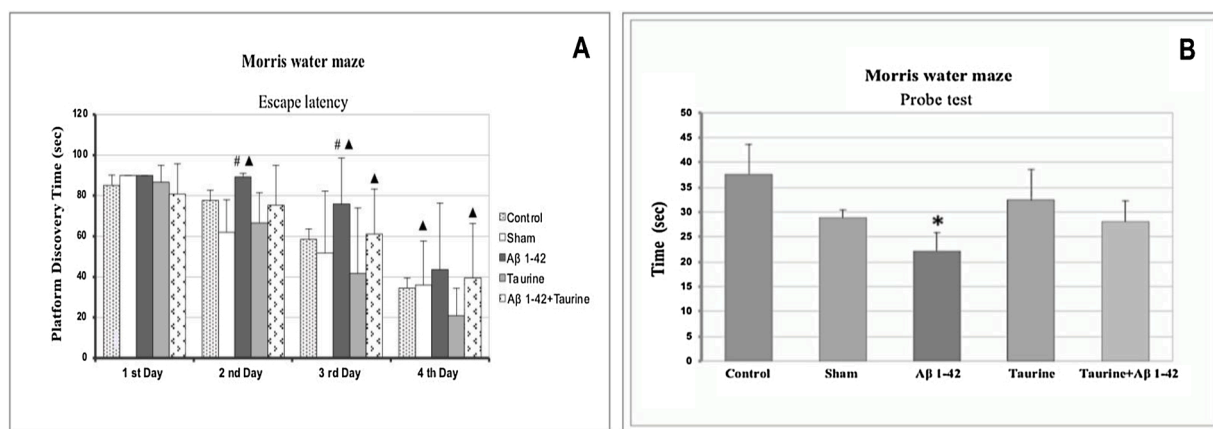 A
Morris water maze
Escape latency
Platform Discovery Time (sec)
120
100
80
60
40
20
0
# ▲
# ▲
▲
▲
▲
Control
Sham
Aβ 1-42
Taurine
Aβ 1-42+Taurine
1 st Day 2 nd Day 3 rd Day 4 th Day
B
Morris water maze
Probe test
Time (sec)
50
45
40
35
30
25
20
15
10
5
0
*
Control Sham Aβ 1-42 Taurine Taurine+Aβ 1-42